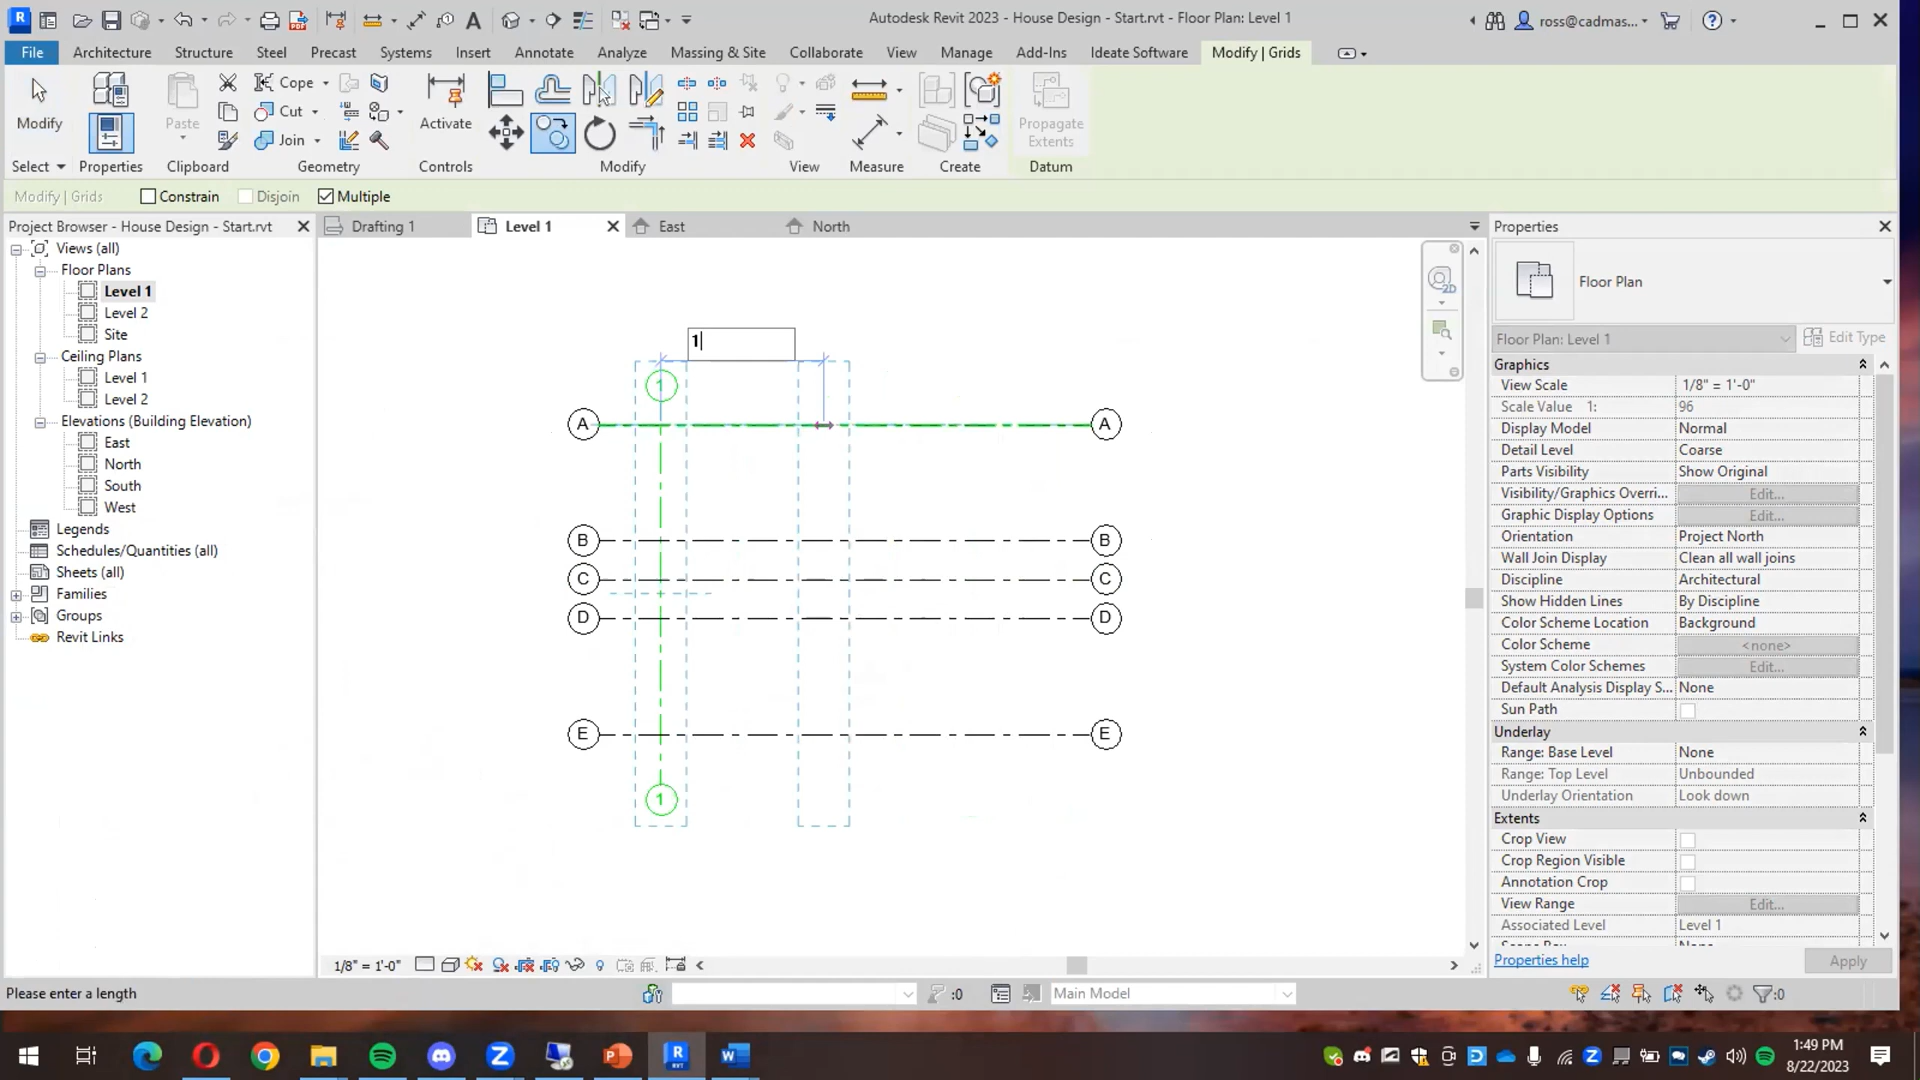 Autodesk Revit 2023 - House Design - Start.rvt - Floor Plan: Level 1
ross@cadmas...
File Architecture Structure Steel Precast Systems Insert Annotate Analyze Massing & Site Collaborate View Manage Add-Ins Ideate Software Modify | Grids
Modify
Paste
Cope
Cut
Join
Activate
Propagate
Extents
Select Properties Clipboard Geometry Controls Modify View Measure Create Datum
Modify | Grids Constrain Disjoin Multiple
Project Browser - House Design - Start.rvt
Views (all)
Floor Plans
Level 1
Level 2
Site
Ceiling Plans
Level 1
Level 2
Elevations (Building Elevation)
East
North
South
West
Legends
Schedules/Quantities (all)
Sheets (all)
Families
Groups
Revit Links
Drafting 1 Level 1 East North
2D
1
1
A A
B B
C C
D D
E E
1
Properties
Floor Plan
Floor Plan: Level 1 Edit Type
Graphics
View Scale 1/8" = 1'-0"
Scale Value 1: 96
Display Model Normal
Detail Level Coarse
Parts Visibility Show Original
Visibility/Graphics Overri... Edit...
Graphic Display Options Edit...
Orientation Project North
Wall Join Display Clean all wall joins
Discipline Architectural
Show Hidden Lines By Discipline
Color Scheme Location Background
Color Scheme <none>
System Color Schemes Edit...
Default Analysis Display S... None
Sun Path
Underlay
Range: Base Level None
Range: Top Level Unbounded
Underlay Orientation Look down
Extents
Crop View
Crop Region Visible
Annotation Crop
View Range Edit...
Associated Level Level 1
Properties help Apply
1/8" = 1'-0"
Please enter a length :0 Main Model :0
1:49 PM
8/22/2023